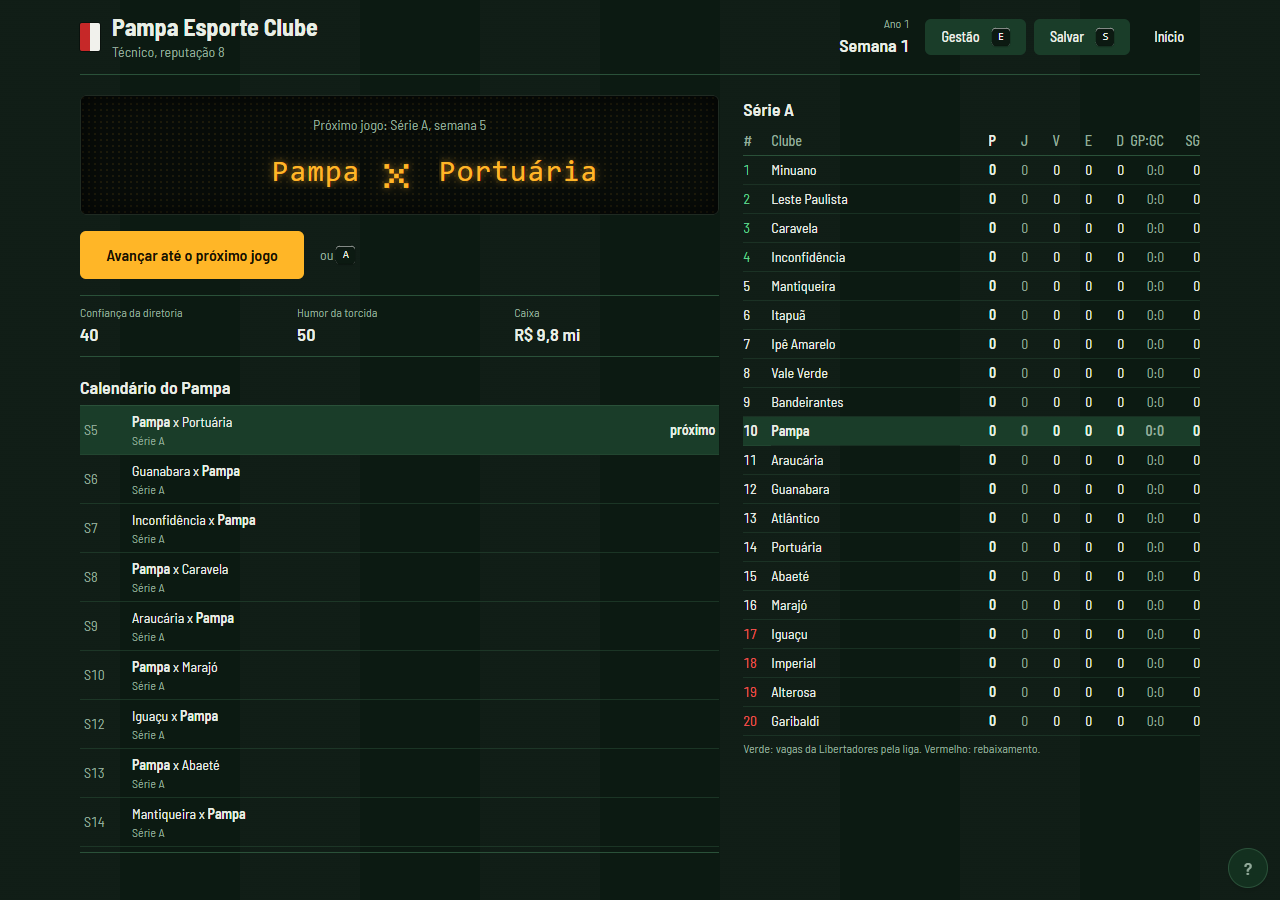 Pampa Esporte Clube
Técnico, reputação 8
Ano 1
Semana 1
Gestão E
Salvar S
Início
Próximo jogo: Série A, semana 5
Pampa x Portuária
Avançar até o próximo jogo
ou A
Confiança da diretoria
40
Humor da torcida
50
Caixa
R$ 9,8 mi
Calendário do Pampa
S5 Pampa x Portuária próximo
Série A
S6 Guanabara x Pampa
Série A
S7 Inconfidência x Pampa
Série A
S8 Pampa x Caravela
Série A
S9 Araucária x Pampa
Série A
S10 Pampa x Marajó
Série A
S12 Iguaçu x Pampa
Série A
S13 Pampa x Abaeté
Série A
S14 Mantiqueira x Pampa
Série A
Série A
# Clube P J V E D GP:GC SG
1 Minuano 0 0 0 0 0 0:0 0
2 Leste Paulista 0 0 0 0 0 0:0 0
3 Caravela 0 0 0 0 0 0:0 0
4 Inconfidência 0 0 0 0 0 0:0 0
5 Mantiqueira 0 0 0 0 0 0:0 0
6 Itapuã 0 0 0 0 0 0:0 0
7 Ipê Amarelo 0 0 0 0 0 0:0 0
8 Vale Verde 0 0 0 0 0 0:0 0
9 Bandeirantes 0 0 0 0 0 0:0 0
10 Pampa 0 0 0 0 0 0:0 0
11 Araucária 0 0 0 0 0 0:0 0
12 Guanabara 0 0 0 0 0 0:0 0
13 Atlântico 0 0 0 0 0 0:0 0
14 Portuária 0 0 0 0 0 0:0 0
15 Abaeté 0 0 0 0 0 0:0 0
16 Marajó 0 0 0 0 0 0:0 0
17 Iguaçu 0 0 0 0 0 0:0 0
18 Imperial 0 0 0 0 0 0:0 0
19 Alterosa 0 0 0 0 0 0:0 0
20 Garibaldi 0 0 0 0 0 0:0 0
Verde: vagas da Libertadores pela liga. Vermelho: rebaixamento.
?